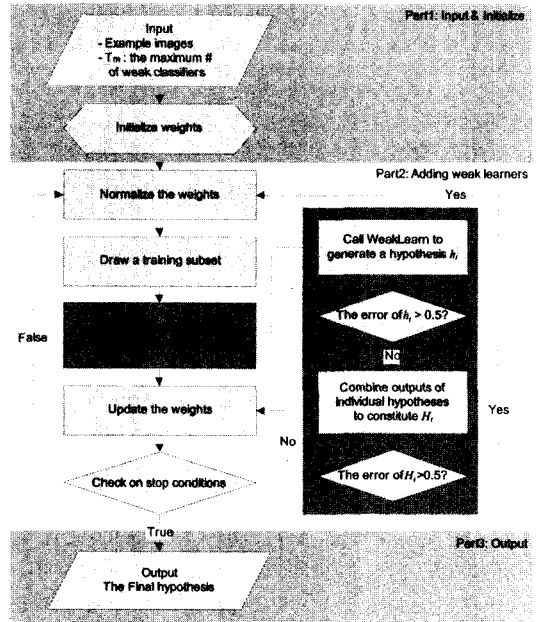 Part1: Input & Initialize
Input
- Example images
- Tm : the maximum #
of weak classifiers
Initialize weights
Part2: Adding weak learners
Yes
Normalize the weights
Call WeakLearn to
generate a hypothesis ht
Draw a training subset
The error of ht > 0.5?
False
No
Combine outputs of
individual hypotheses
to constitute Ht
Update the weights
Yes
No
Check on stop conditions
The error of Ht>0.5?
True
Part3: Output
Output
The Final hypothesis